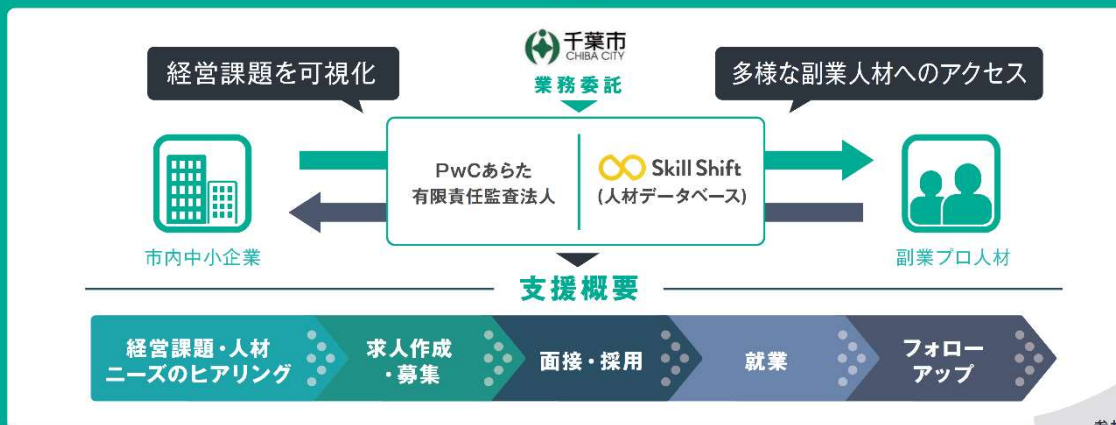 千葉市
CHIBA CITY
業務委託
経営課題を可視化
多様な副業人材へのアクセス
PwCあらた
有限責任監査法人
Skill Shift
(人材データベース)
市内中小企業
副業プロ人材
支援概要
経営課題・人材
ニーズのヒアリング
求人作成
・募集
面接・採用
就業
フォロー
アップ